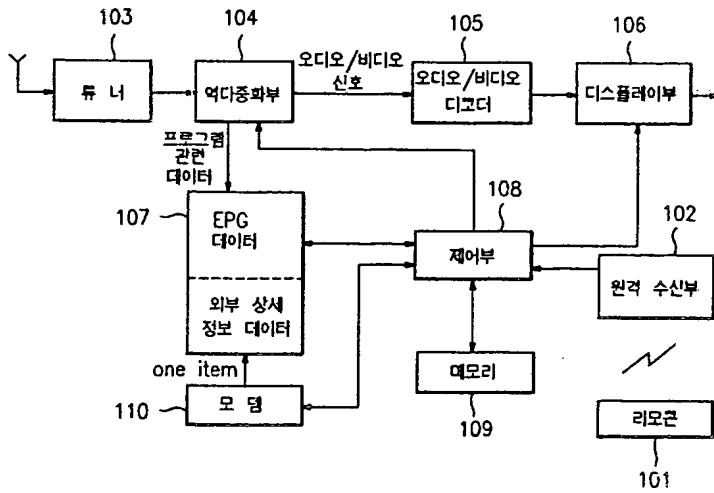 103
104
105
106
튜 너
역다중화부
오디오/비디오
신호
오디오/비디오
디코더
디스플레이부
프로그램
관련
데이터
107
EPG
데이터
외부 상세
정보 데이터
108
제어부
102
원격 수신부
one item
110
모 뎀
메모리
109
리모콘
101